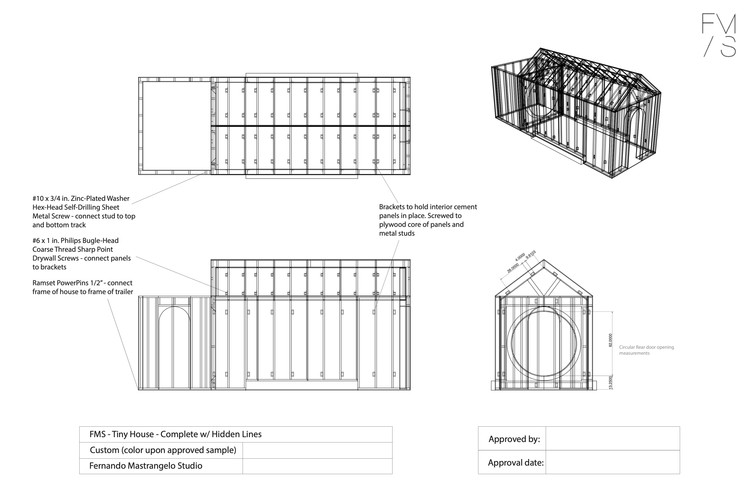 FM
/S
#10 x 3/4 in. Zinc-Plated Washer
Hex-Head Self-Drilling Sheet
Metal Screw - connect stud to top
and bottom track
#6 x 1 in. Philips Bugle-Head
Coarse Thread Sharp Point
Drywall Screws - connect panels
to brackets
Ramset PowerPins 1/2" - connect
frame of house to frame of trailer
Brackets to hold interior cement
panels in place. Screwed to
plywood core of panels and
metal studs
Circular Rear door opening
measurements
FMS - Tiny House - Complete w/ Hidden Lines
Custom (color upon approved sample)
Fernando Mastrangelo Studio
Approved by:
Approval date: